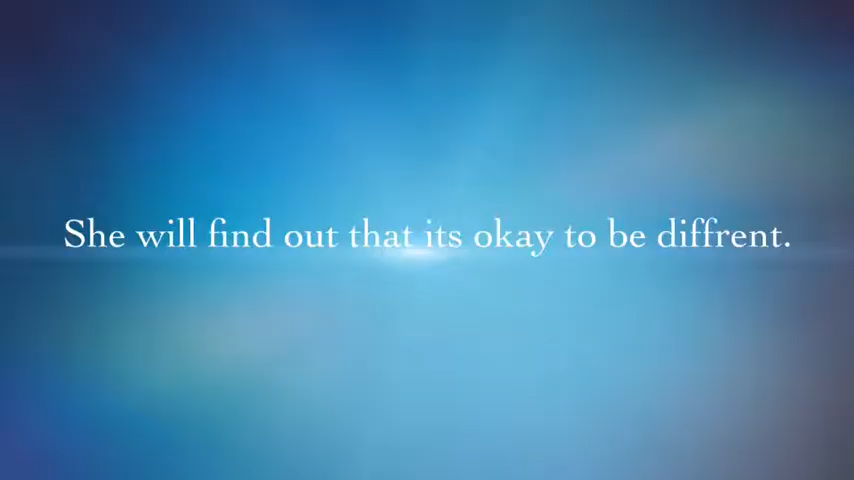 She will find out that its okay to be diffrent.